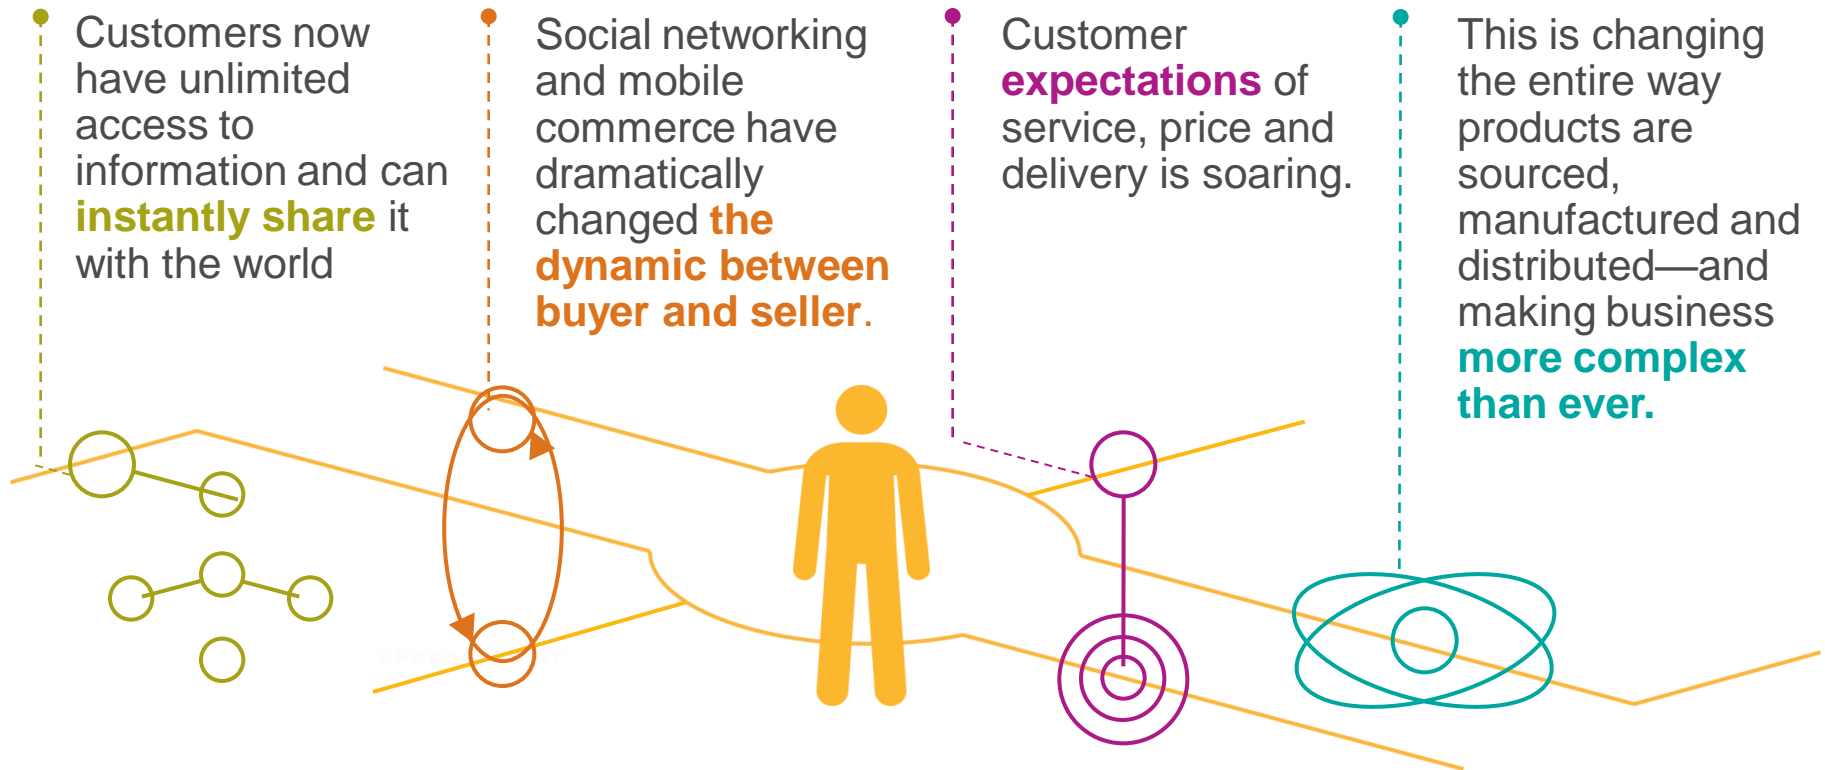 Customers now
have unlimited
access to
information and can
instantly share it
with the world
Social networking
and mobile
commerce have
dramatically
changed the
dynamic between
buyer and seller.
Customer
expectations of
service, price and
delivery is soaring.
This is changing
the entire way
products are
sourced,
manufactured and
distributed—and
making business
more complex
than ever.